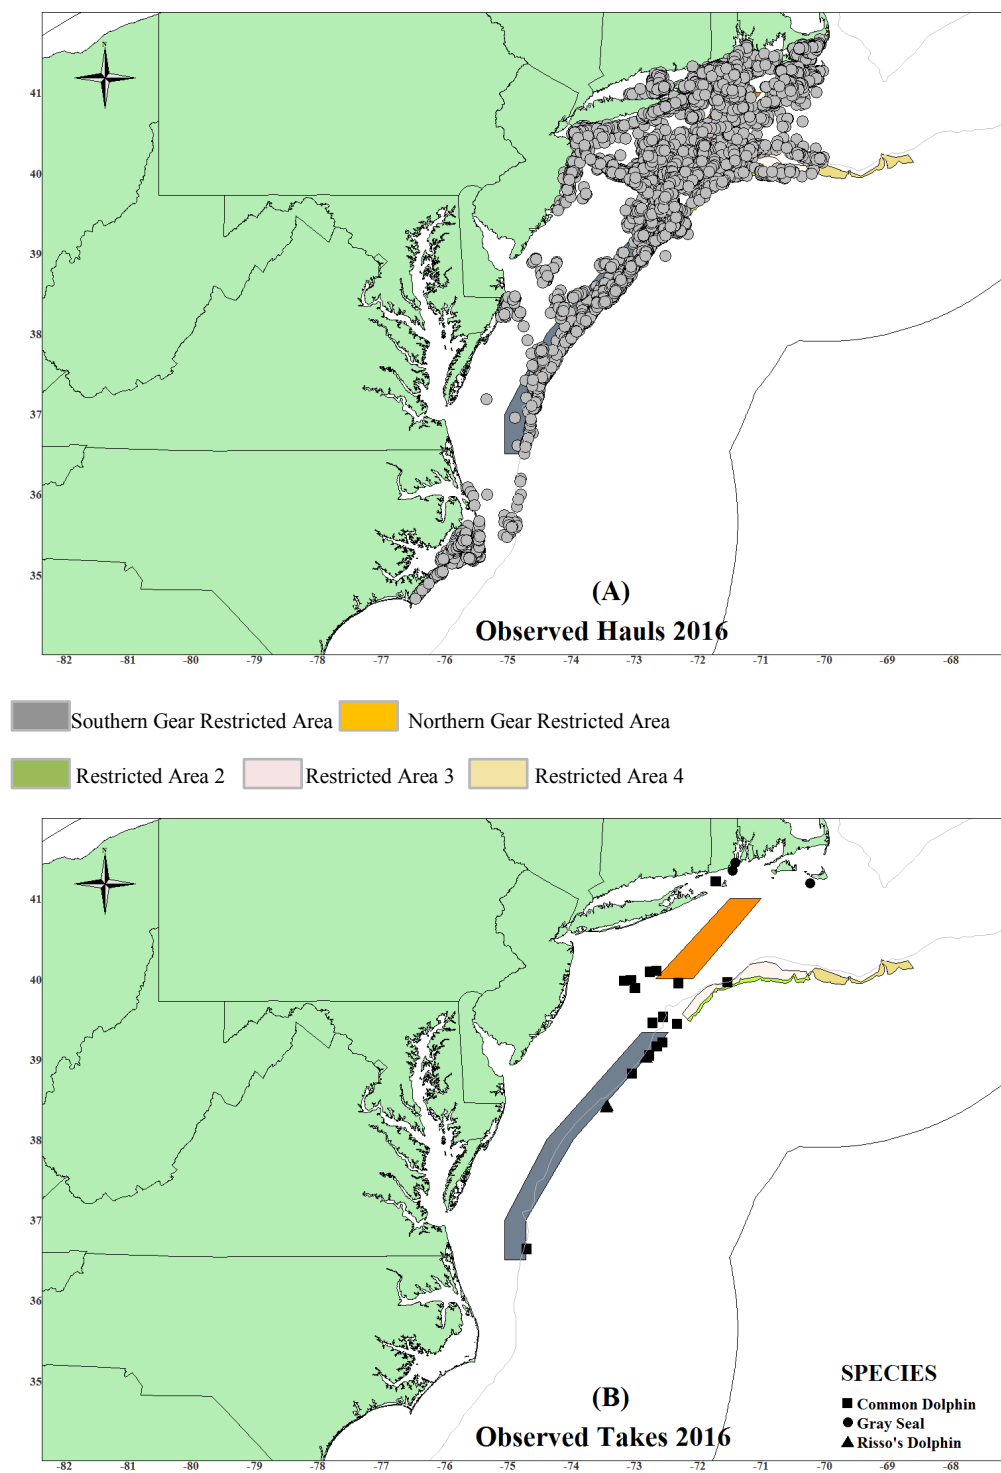 N
41
40
39
38
37
36
35
(A)
Observed Hauls 2016
-82 -81 -80 -79 -78 -77 -76 -75 -74 -73 -72 -71 -70 -69 -68 -67
Southern Gear Restricted Area Northern Gear Restricted Area
Restricted Area 2 Restricted Area 3 Restricted Area 4
N
41
40
39
38
37
36
35
(B)
Observed Takes 2016
SPECIES
Common Dolphin
Gray Seal
Risso's Dolphin
-82 -81 -80 -79 -78 -77 -76 -75 -74 -73 -72 -71 -70 -69 -68 -67